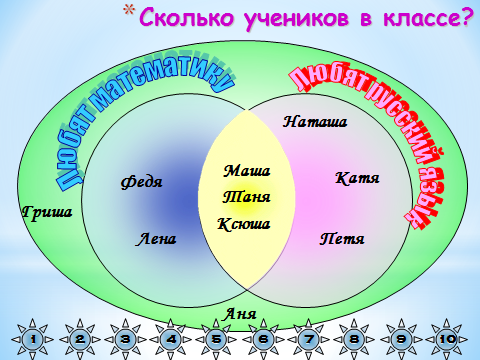 * Сколько учеников в классе?
Любят математику
Любят русский язык
Наташа
Федя
Маша
Таня
Ксюша
Катя
Гриша
Лена
Петя
Аня
1 2 3 4 5 6 7 8 9 10